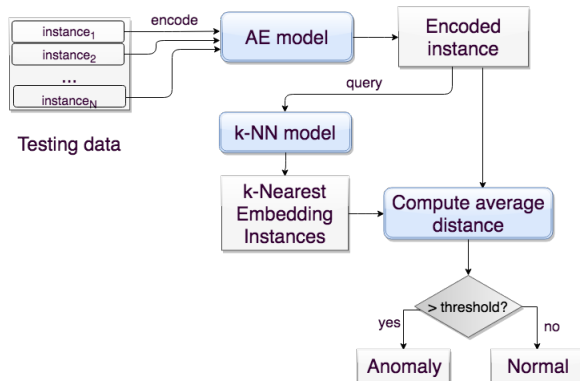 instance1
instance2
...
instanceN
Testing data
encode
AE model
Encoded
instance
query
k-NN model
k-Nearest
Embedding
Instances
Compute average
distance
> threshold?
yes
no
Anomaly
Normal